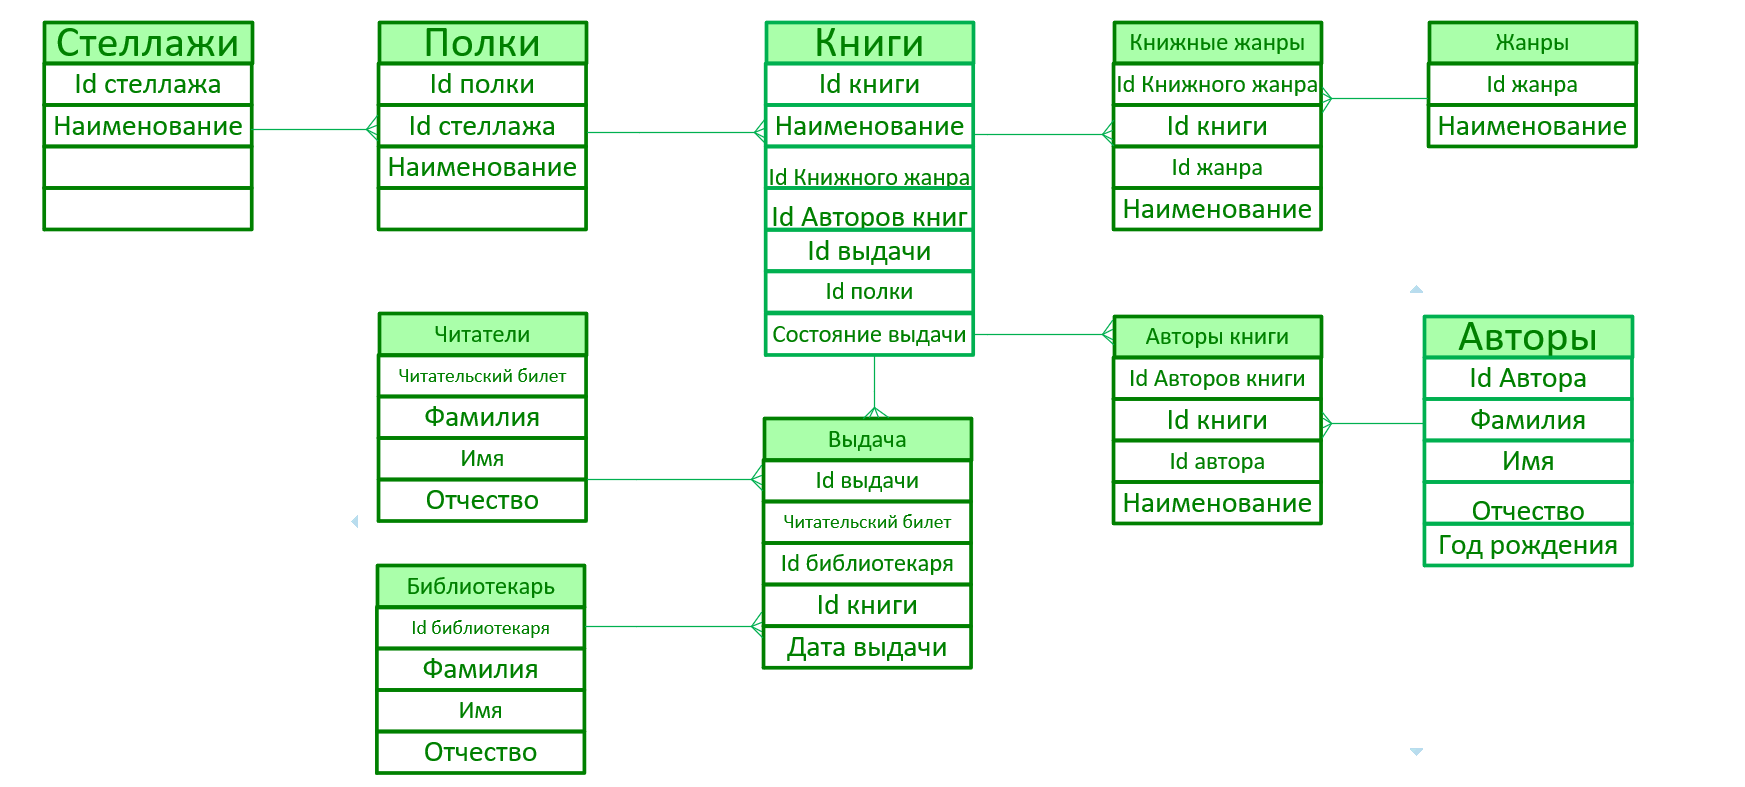 Стеллажи
Id стеллажа
Наименование
Полки
Id полки
Id стеллажа
Наименование
Книги
Id книги
Наименование
Id Книжного жанра
Id Авторов книг
Id выдачи
Id полки
Состояние выдачи
Книжные жанры
Id Книжного жанра
Id книги
Id жанра
Наименование
Жанры
Id жанра
Наименование
Читатели
Читательский билет
Фамилия
Имя
Отчество
Выдача
Id выдачи
Читательский билет
Id библиотекаря
Id книги
Дата выдачи
Авторы книги
Id Авторов книги
Id книги
Id автора
Наименование
Авторы
Id Автора
Фамилия
Имя
Отчество
Год рождения
Библиотекарь
Id библиотекаря
Фамилия
Имя
Отчество